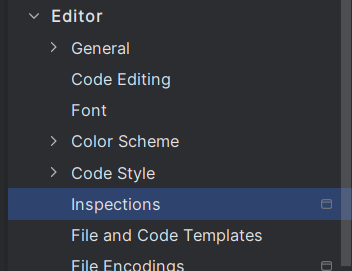 Editor
General
Code Editing
Font
Color Scheme
Code Style
Inspections
File and Code Templates
File Encodings